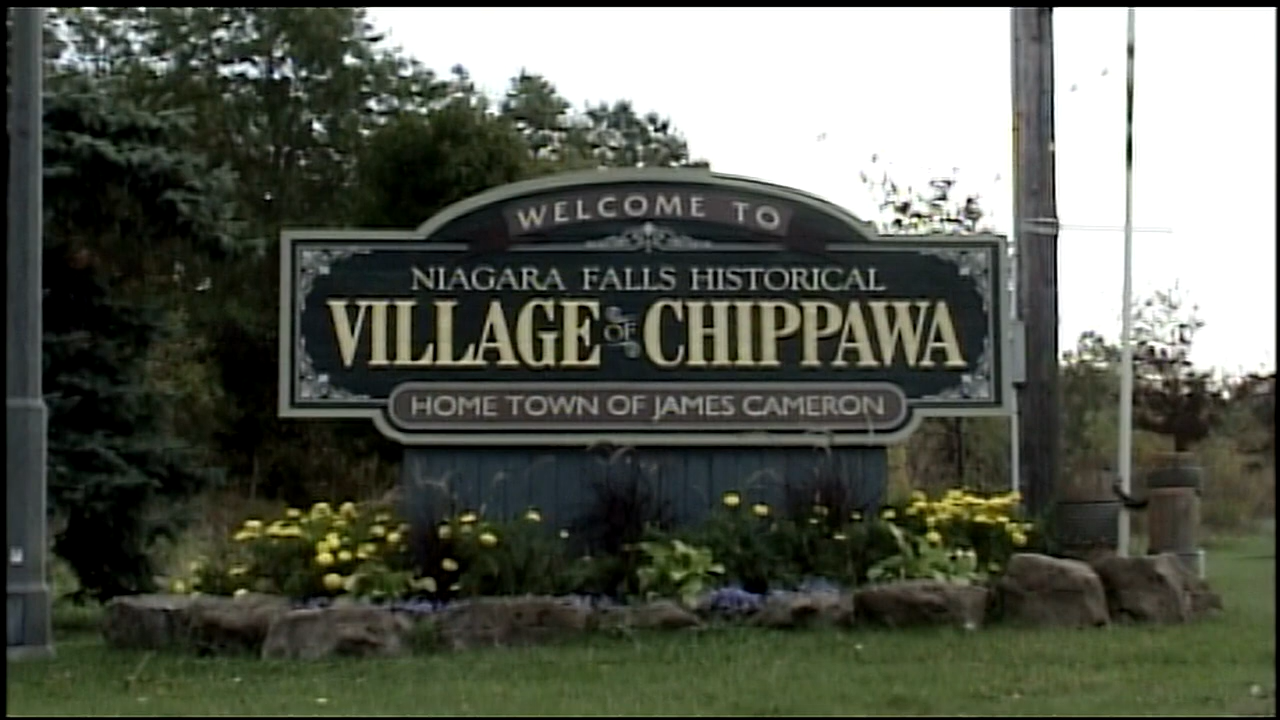 WELCOME TO
NIAGARA FALLS HISTORICAL
VILLAGE OF CHIPPAWA
HOME TOWN OF JAMES CAMERON